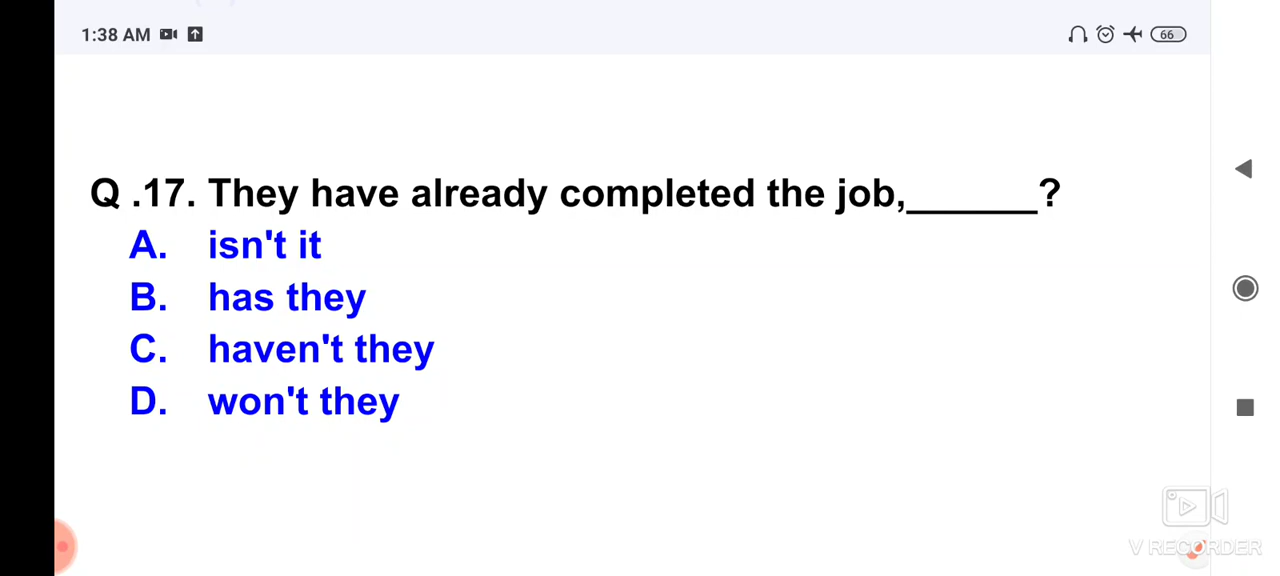 1:38 AM
66
Q .17. They have already completed the job,______?
A. isn't it
B. has they
C. haven't they
D. won't they
V RECORDER